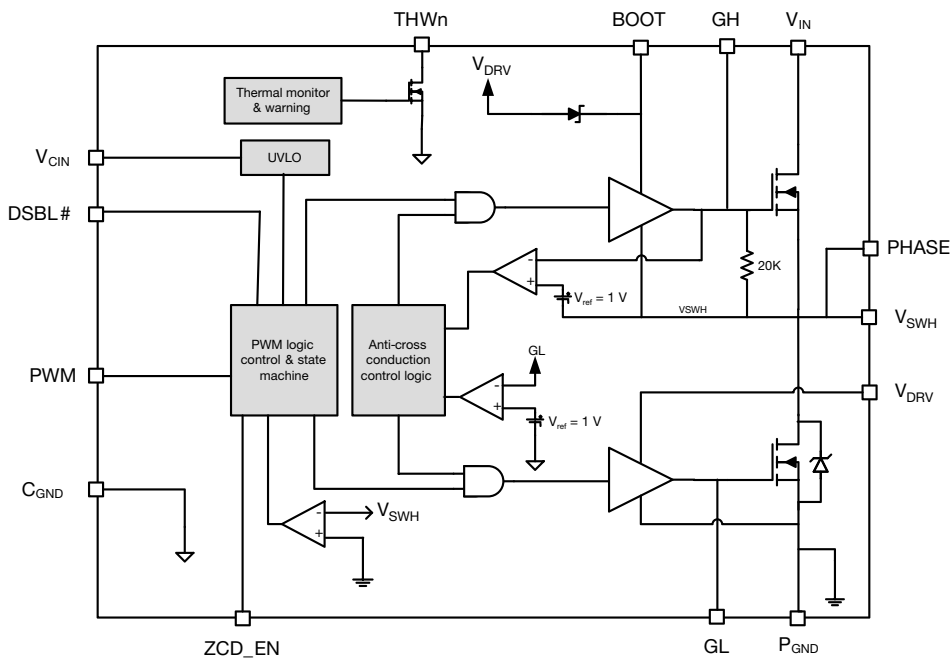 THWn
BOOT
GH
VIN
VDRV
Thermal monitor
& warning
VCIN
UVLO
DSBL#
PHASE
20K
Vref = 1 V
VSWH
VSWH
PWM logic
control & state
machine
Anti-cross
conduction
control logic
GL
PWM
VDRV
Vref = 1 V
CGND
VSWH
ZCD_EN
GL
PGND
-
+
-
+
-
+